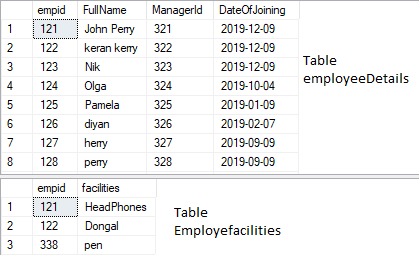 empid FullName ManagerId DateOfJoining
1 121 John Perry 321 2019-12-09
2 122 keran kerry 322 2019-12-09
3 123 Nik 323 2019-12-09
4 124 Olga 324 2019-10-04
5 125 Pamela 325 2019-01-09
6 126 diyan 326 2019-02-07
7 127 herry 327 2019-09-09
8 128 perry 328 2019-09-09
Table
employeeDetails
empid facilities
1 121 HeadPhones
2 122 Dongal
3 338 pen
Table
Employefacilities